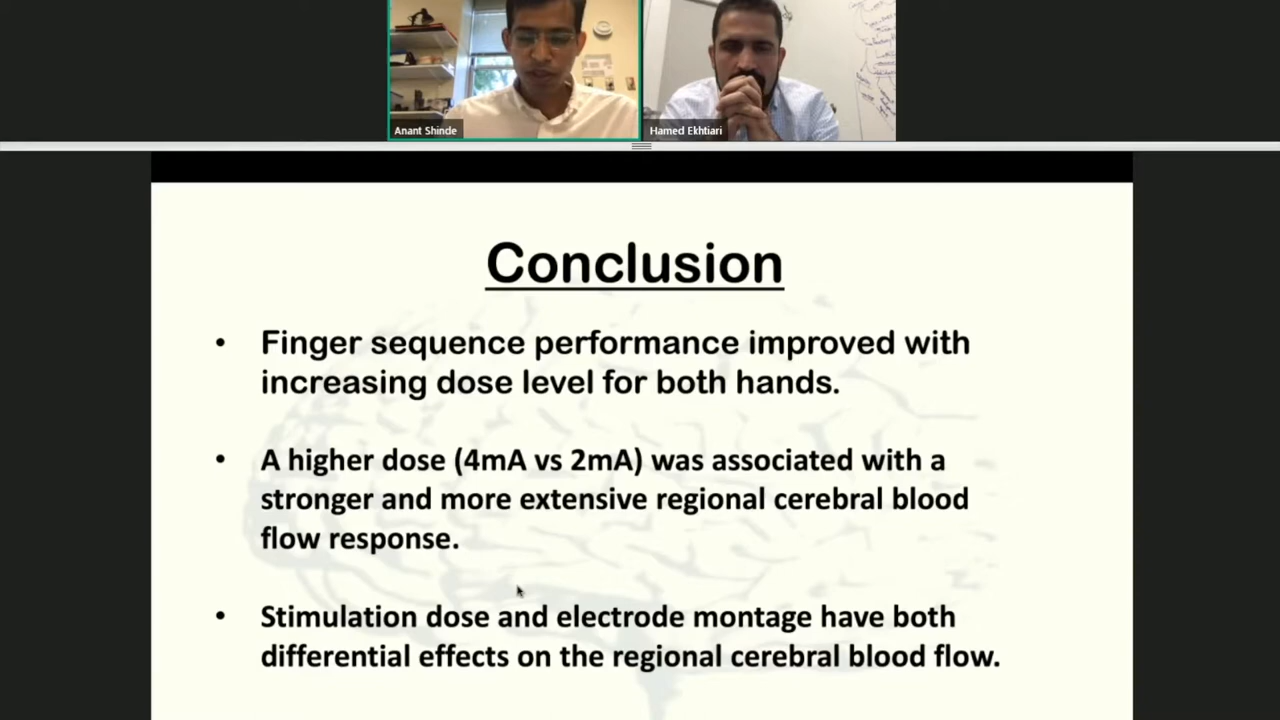 Anant Shinde
Hamed Ekhtiari
Conclusion
• Finger sequence performance improved with
increasing dose level for both hands.
• A higher dose (4mA vs 2mA) was associated with a
stronger and more extensive regional cerebral blood
flow response.
• Stimulation dose and electrode montage have both
differential effects on the regional cerebral blood flow.